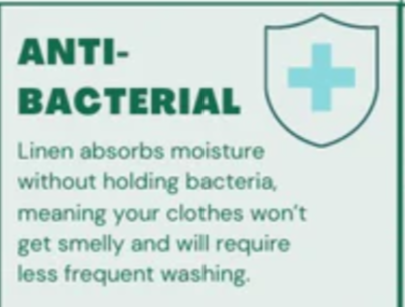 ANTI-
BACTERIAL
Linen absorbs moisture
without holding bacteria,
meaning your clothes won't
get smelly and will require
less frequent washing.